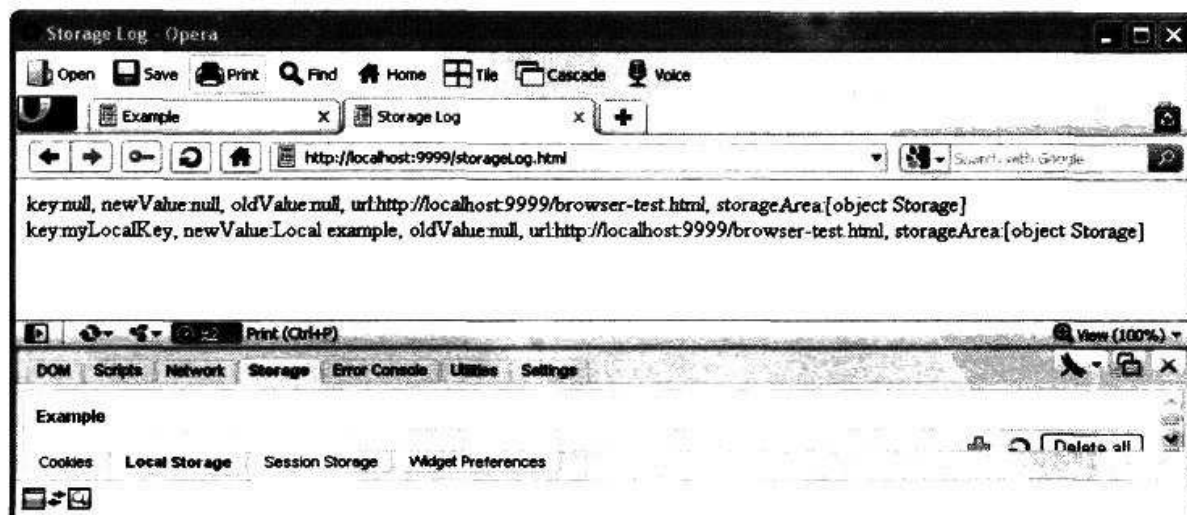 Storage Log - Opera
Open Save Print Find Home Tile Cascade Voice
Example Storage Log
http://localhost:9999/storageLog.html Search with Google
key:null, newValue:null, oldValue:null, url:http://localhost:9999/browser-test.html, storageArea:[object Storage]
key:myLocalKey, newValue:Local example, oldValue:null, url:http://localhost:9999/browser-test.html, storageArea:[object Storage]
Print (Ctrl+P) View (100%)
DOM Scripts Network Storage Error Console Utilities Settings
Example
Delete all
Cookies Local Storage Session Storage Widget Preferences